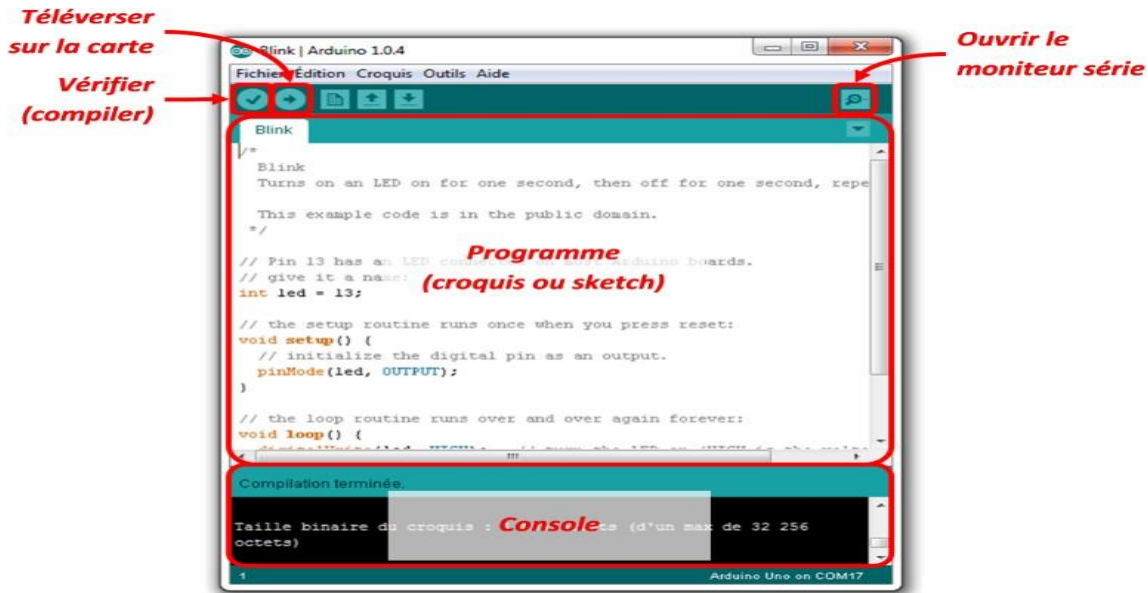 Téléverser
sur la carte
Vérifier
(compiler)
Ouvrir le
moniteur série
Blink | Arduino 1.0.4
Fichier Édition Croquis Outils Aide
Blink
/*
Blink
Turns on an LED on for one second, then off for one second, repe
This example code is in the public domain.
*/
// Pin 13 has an LED connected on most Arduino boards.
// give it a name:
int led = 13;
Programme
(croquis ou sketch)
// the setup routine runs once when you press reset:
void setup() {
// initialize the digital pin as an output.
pinMode(led, OUTPUT);
}
// the loop routine runs over and over again forever:
void loop() {
Compilation terminée.
Taille binaire du croquis : (d'un max de 32 256
octets)
Console
1
Arduino Uno on COM17